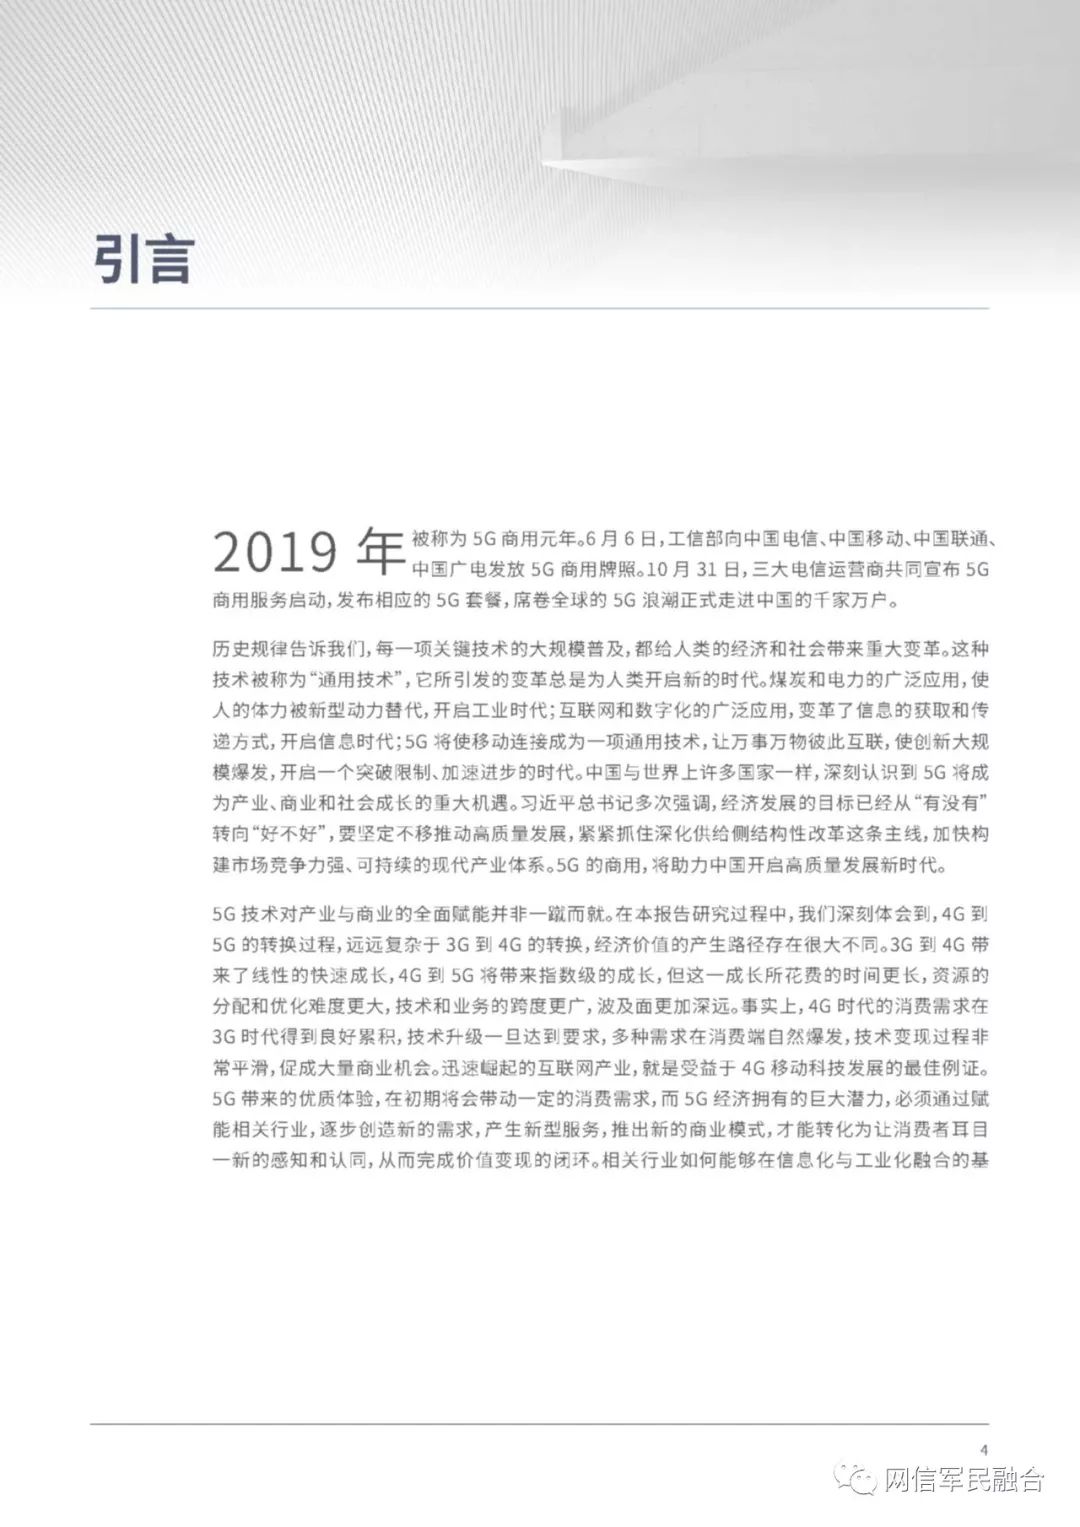 引言
2019 年 被称为 5G 商用元年。6 月 6 日，工信部向中国电信、中国移动、中国联通、
中国广电发放 5G 商用牌照。10 月 31 日，三大电信运营商共同宣布 5G
商用服务启动，发布相应的 5G 套餐，席卷全球的 5G 浪潮正式走进中国的千家万户。
历史规律告诉我们，每一项关键技术的大规模普及，都给人类的经济和社会带来重大变革。这种
技术被称为“通用技术”，它所引发的变革总是为人类开启新的时代。煤炭和电力的广泛应用，使
人的体力被新型动力替代，开启工业时代；互联网和数字化的广泛应用，变革了信息的获取和传
递方式，开启信息时代；5G 将使移动连接成为一项通用技术，让万事万物彼此互联，使创新大规
模爆发，开启一个突破限制、加速进步的时代。中国与世界上许多国家一样，深刻认识到 5G 将成
为产业、商业和社会成长的重大机遇。习近平总书记多次强调，经济发展的目标已经从“有没有”
转向“好不好”，要坚定不移推动高质量发展，紧紧抓住深化供给侧结构性改革这条主线，加快构
建市场竞争力强、可持续的现代产业体系。5G 的商用，将助力中国开启高质量发展新时代。
5G 技术对产业与商业的全面赋能并非一蹴而就。在本报告研究过程中，我们深刻体会到，4G 到
5G 的转换过程，远远复杂于 3G 到 4G 的转换，经济价值的产生路径存在很大不同。3G 到 4G 带
来了线性的快速成长，4G 到 5G 将带来指数级的成长，但这一成长所花费的时间更长，资源的
分配和优化难度更大，技术和业务的跨度更广，波及面更加深远。事实上，4G 时代的消费需求在
3G 时代得到良好累积，技术升级一旦达到要求，多种需求在消费端自然爆发，技术变现过程非
常平滑，促成大量商业机会。迅速崛起的互联网产业，就是受益于 4G 移动科技发展的最佳例证。
5G 带来的优质体验，在初期将会带动一定的消费需求，而 5G 经济拥有的巨大潜力，必须通过赋
能相关行业，逐步创造新的需求，产生新型服务，推出新的商业模式，才能转化为让消费者耳目
一新的感知和认同，从而完成价值变现的闭环。相关行业如何能够在信息化与工业化融合的基
4
网信军民融合